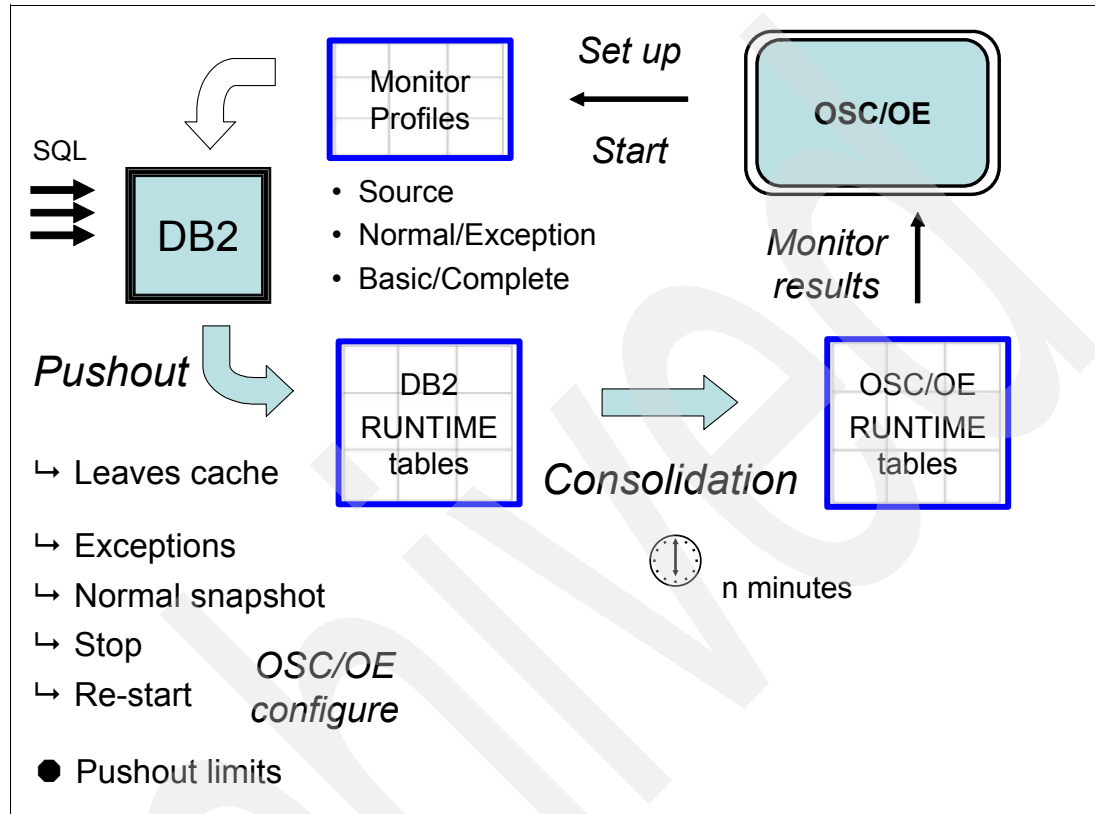 Set up
Monitor
Profiles
OSC/OE
Start
SQL
DB2
• Source
• Normal/Exception
• Basic/Complete
Monitor
results
Pushout
DB2
RUNTIME
tables
OSC/OE
RUNTIME
tables
Consolidation
↳ Leaves cache
↳ Exceptions
↳ Normal snapshot
↳ Stop
↳ Re-start
n minutes
OSC/OE
configure
● Pushout limits